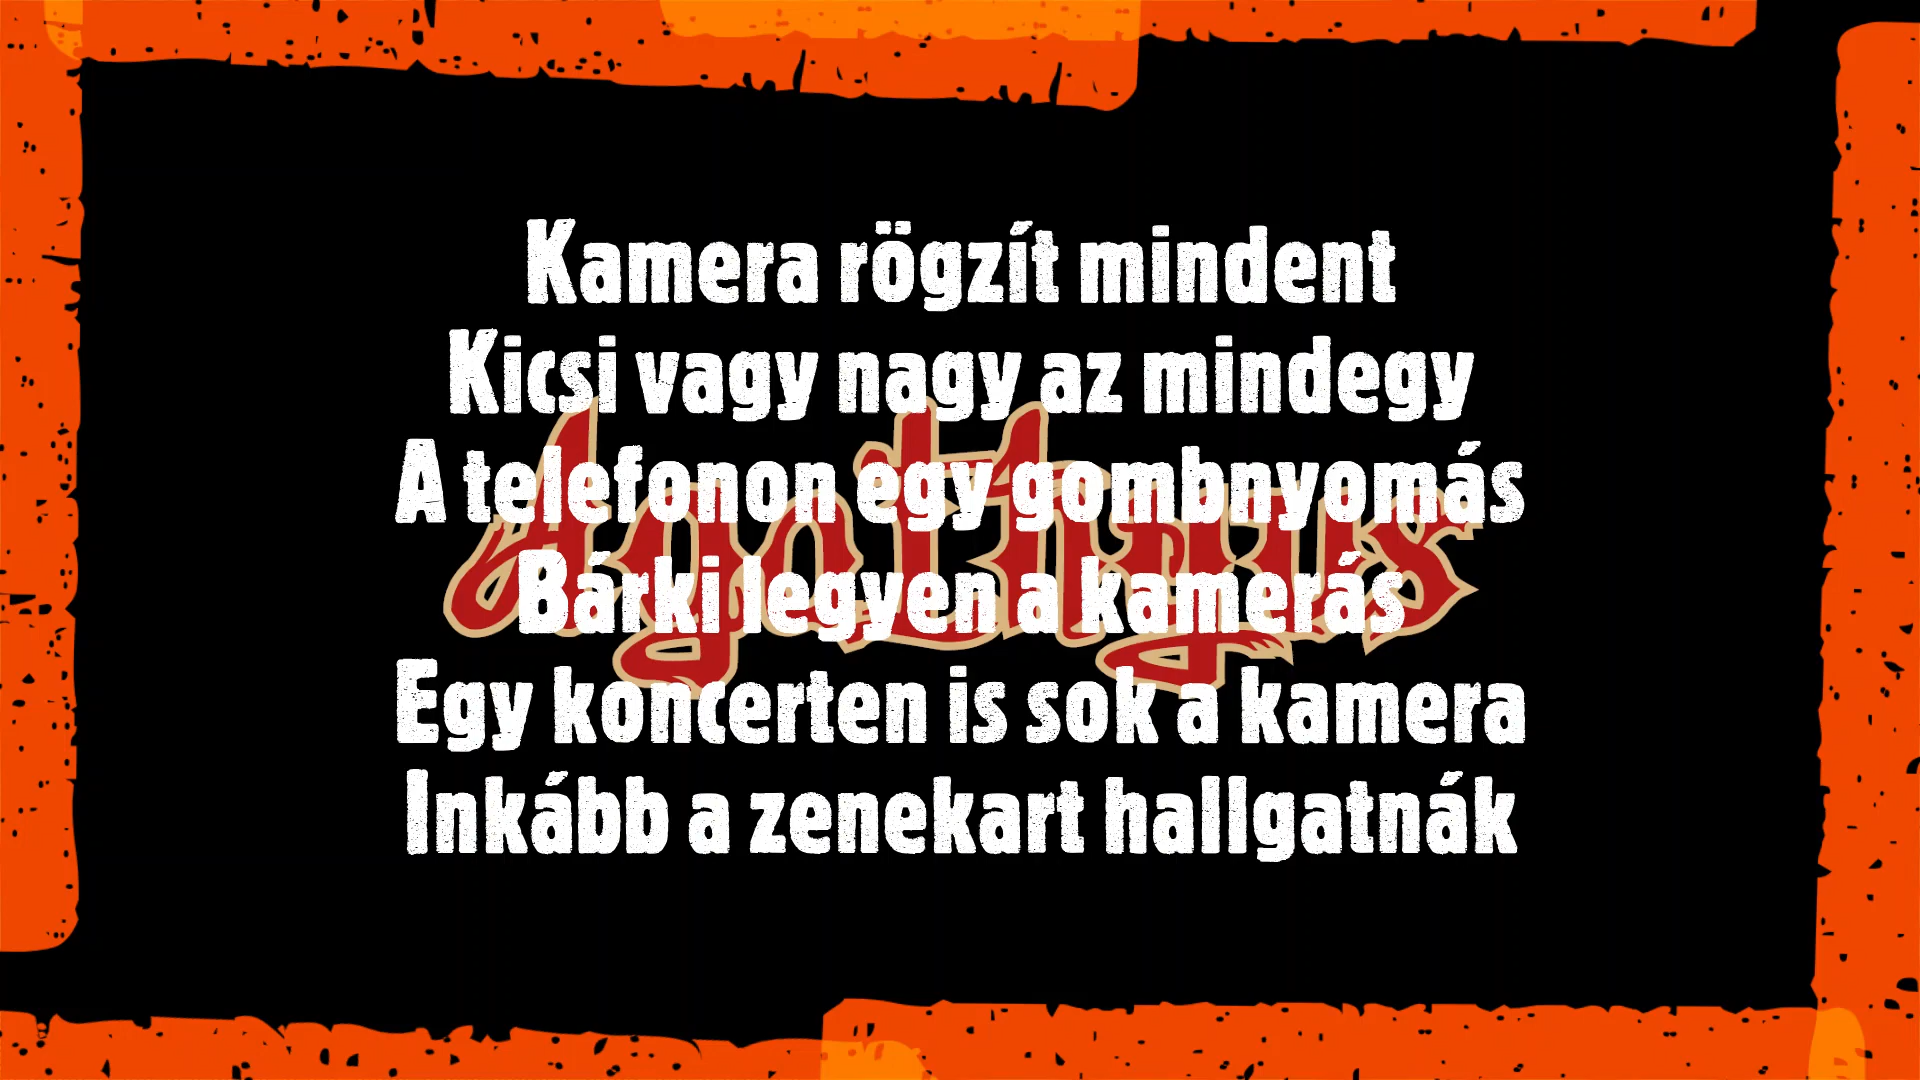 Kamera rögzít mindent
Kicsi vagy nagy az mindegy
A telefonon egy gombnyomás
Bárki legyen a kamerás
Egy koncerten is sok a kamera
Inkább a zenekart hallgatnák